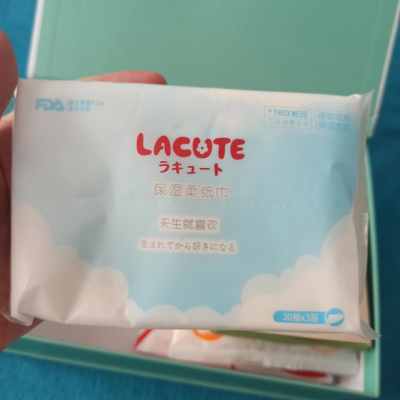 FDA
THICKNESS
LACUTE
ラキュート
保湿柔纸巾
天生就喜欢
生まれてから好きになる
30抽x3层